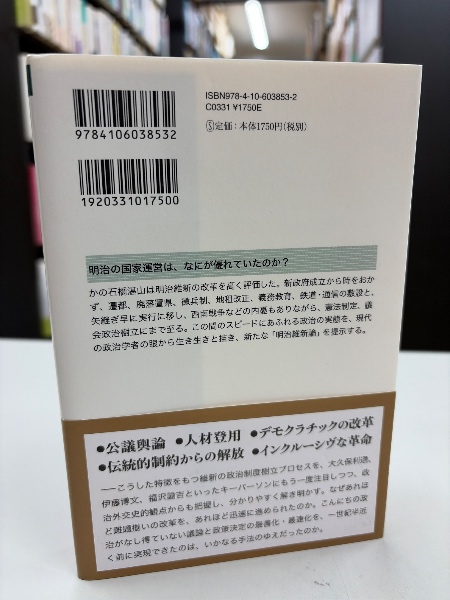 ISBN978-4-10-603853-2
C0331 ¥1750E
Ⓢ定価：本体1750円(税別)
9784106038532
1920331017500
明治の国家運営は、なにが優れていたのか？
かの石橋湛山は明治維新の改革を高く評価した。新政府成立から時をおか
ず、遷都、廃藩置県、徴兵制、地租改正、義務教育、鉄道・通信の敷設と、
矢継ぎ早に実行に移し、西南戦争などの内憂もありながら、憲法制定、議
会政治樹立にまで至る。この間のスピードにあふれる政治の実態を、現代
の政治学者の眼から生き生きと描き、新たな「明治維新論」を提示する。
●公議輿論 ●人材登用 ●デモクラチックの改革
●伝統的制約からの解放 ●インクルーシヴな革命
――こうした特徴をもつ維新の政治制度樹立プロセスを、大久保利通、
伊藤博文、福沢諭吉といったキーパーソンにもう一度注目しつつ、政
治外交史的観点からも把握し、分かりやすく解き明かす。なぜあれほ
ど難題揃いの改革を、あれほど迅速に進められたのか。こんにちの政
治がなし得ていない議論と政策決定の最善化・最速化を、一世紀半近
く前に実現できたのは、いかなる手法のゆえだったのか。